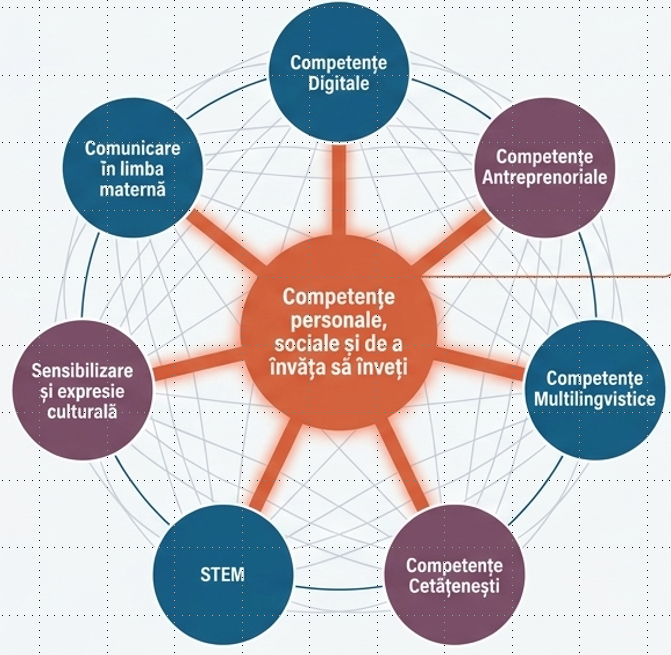 Competențe
Digitale
Comunicare
în limba
maternă
Competențe
Antreprenoriale
Competențe
personale,
sociale și de a
învăța să înveți
Sensibilizare
și expresie
culturală
Competențe
Multilingvistice
STEM
Competențe
Cetățenești